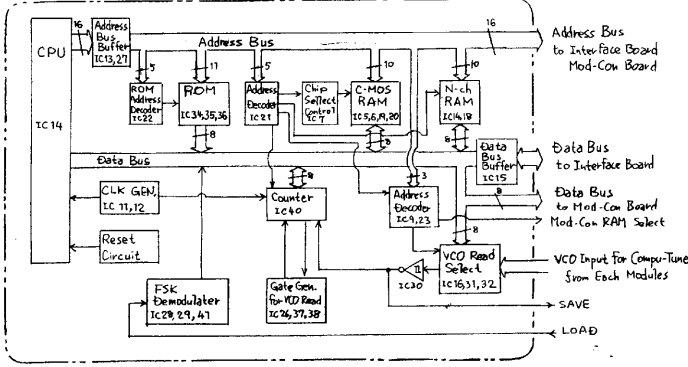 CPU
IC14
16
Address
Bus
Buffer
IC13,27
Address Bus
16
Address Bus
to Interface Board
Mod-Con Board
5
11
5
10
3
10
ROM
Address
Decoder
IC22
ROM
IC34,35,36
Address
Decoder
IC21
Chip
Select
Control
IC7
C-MOS
RAM
IC5,6,19,20
N-ch
RAM
IC14,18
8
8
8
Data Bus
Data
Bus
Buffer
IC15
Data Bus
to Interface Board
8
Data Bus
to Mod-Con Board
Mod-Con RAM Select
CLK GEN.
IC 11,12
8
Counter
IC40
Address
Decoder
IC9,23
8
Reset
Circuit
VCO Read
Select
IC16,31,32
VCO Input For Compu-Tune
from Each Modules
IC30
FSK
Demodulater
IC28,29,41
Gate Gen.
for VCO Read
IC26,37,38
SAVE
LOAD